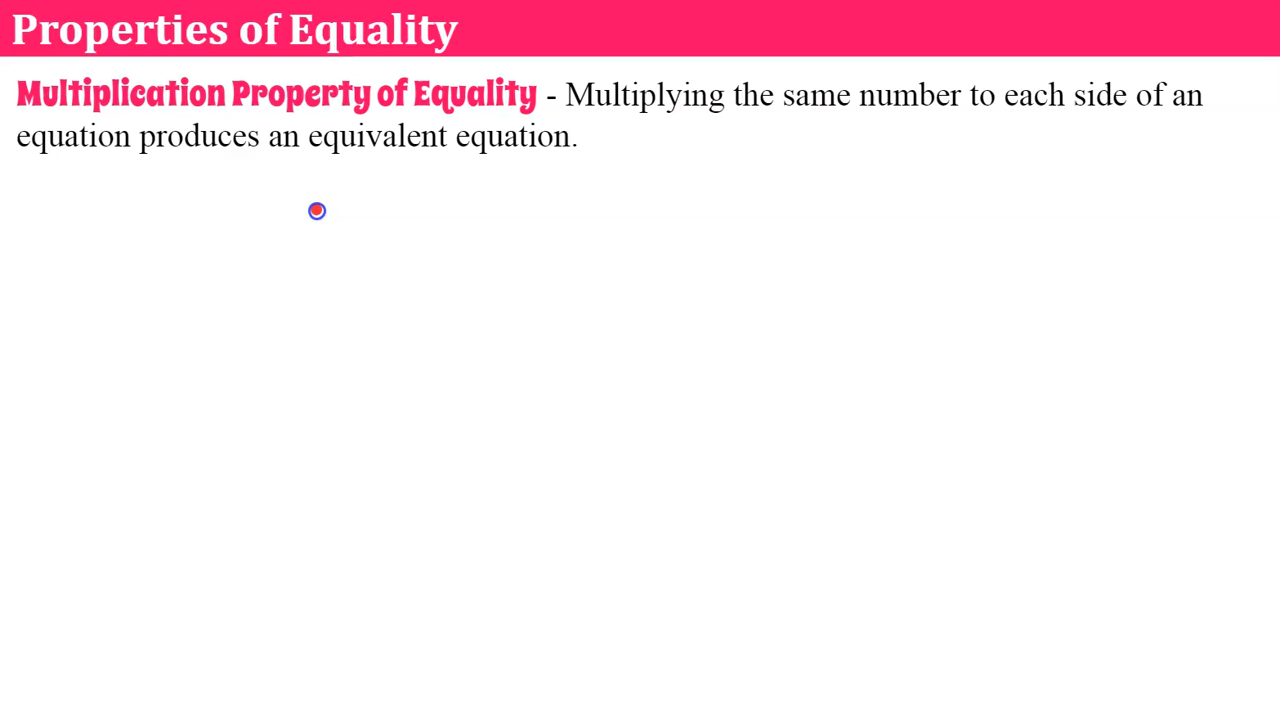 Properties of Equality
Multiplication Property of Equality - Multiplying the same number to each side of an
equation produces an equivalent equation.